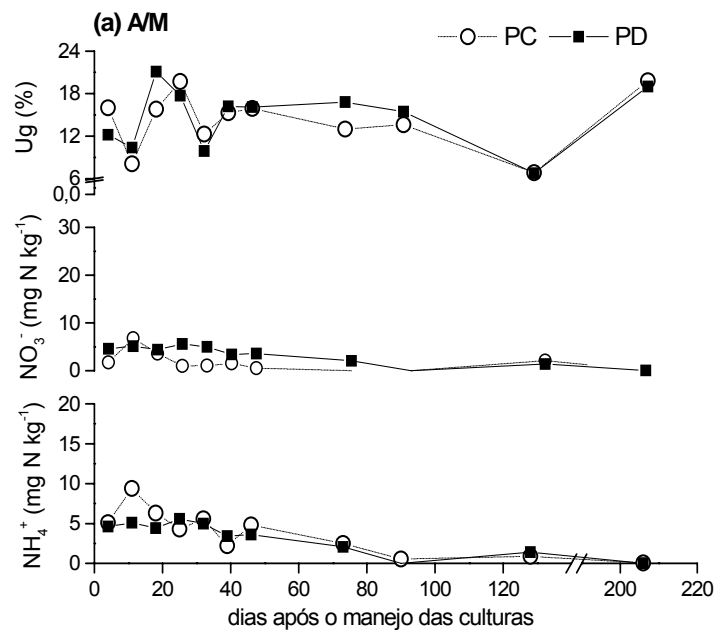 (a) A/M
PC PD
24
18
12
6
0,0
Ug (%)
30
20
10
0
NO₃⁻ (mg N kg⁻¹)
20
15
10
5
0
NH₄⁺ (mg N kg⁻¹)
0 20 40 60 80 100 120 200 220
dias após o manejo das culturas